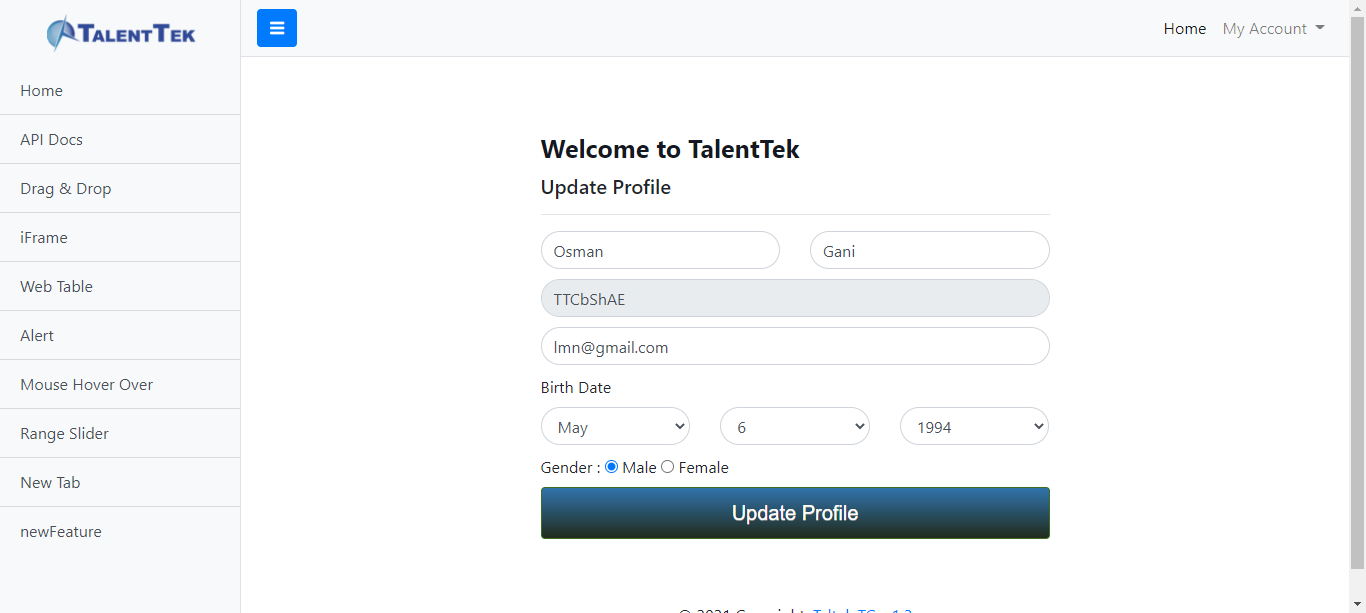 TALENTTEK
Home
API Docs
Drag & Drop
iFrame
Web Table
Alert
Mouse Hover Over
Range Slider
New Tab
newFeature
Home My Account
Welcome to TalentTek
Update Profile
Osman Gani
TTCbShAE
lmn@gmail.com
Birth Date
May 6 1994
Gender : Male Female
Update Profile
© 2021 Copyright: